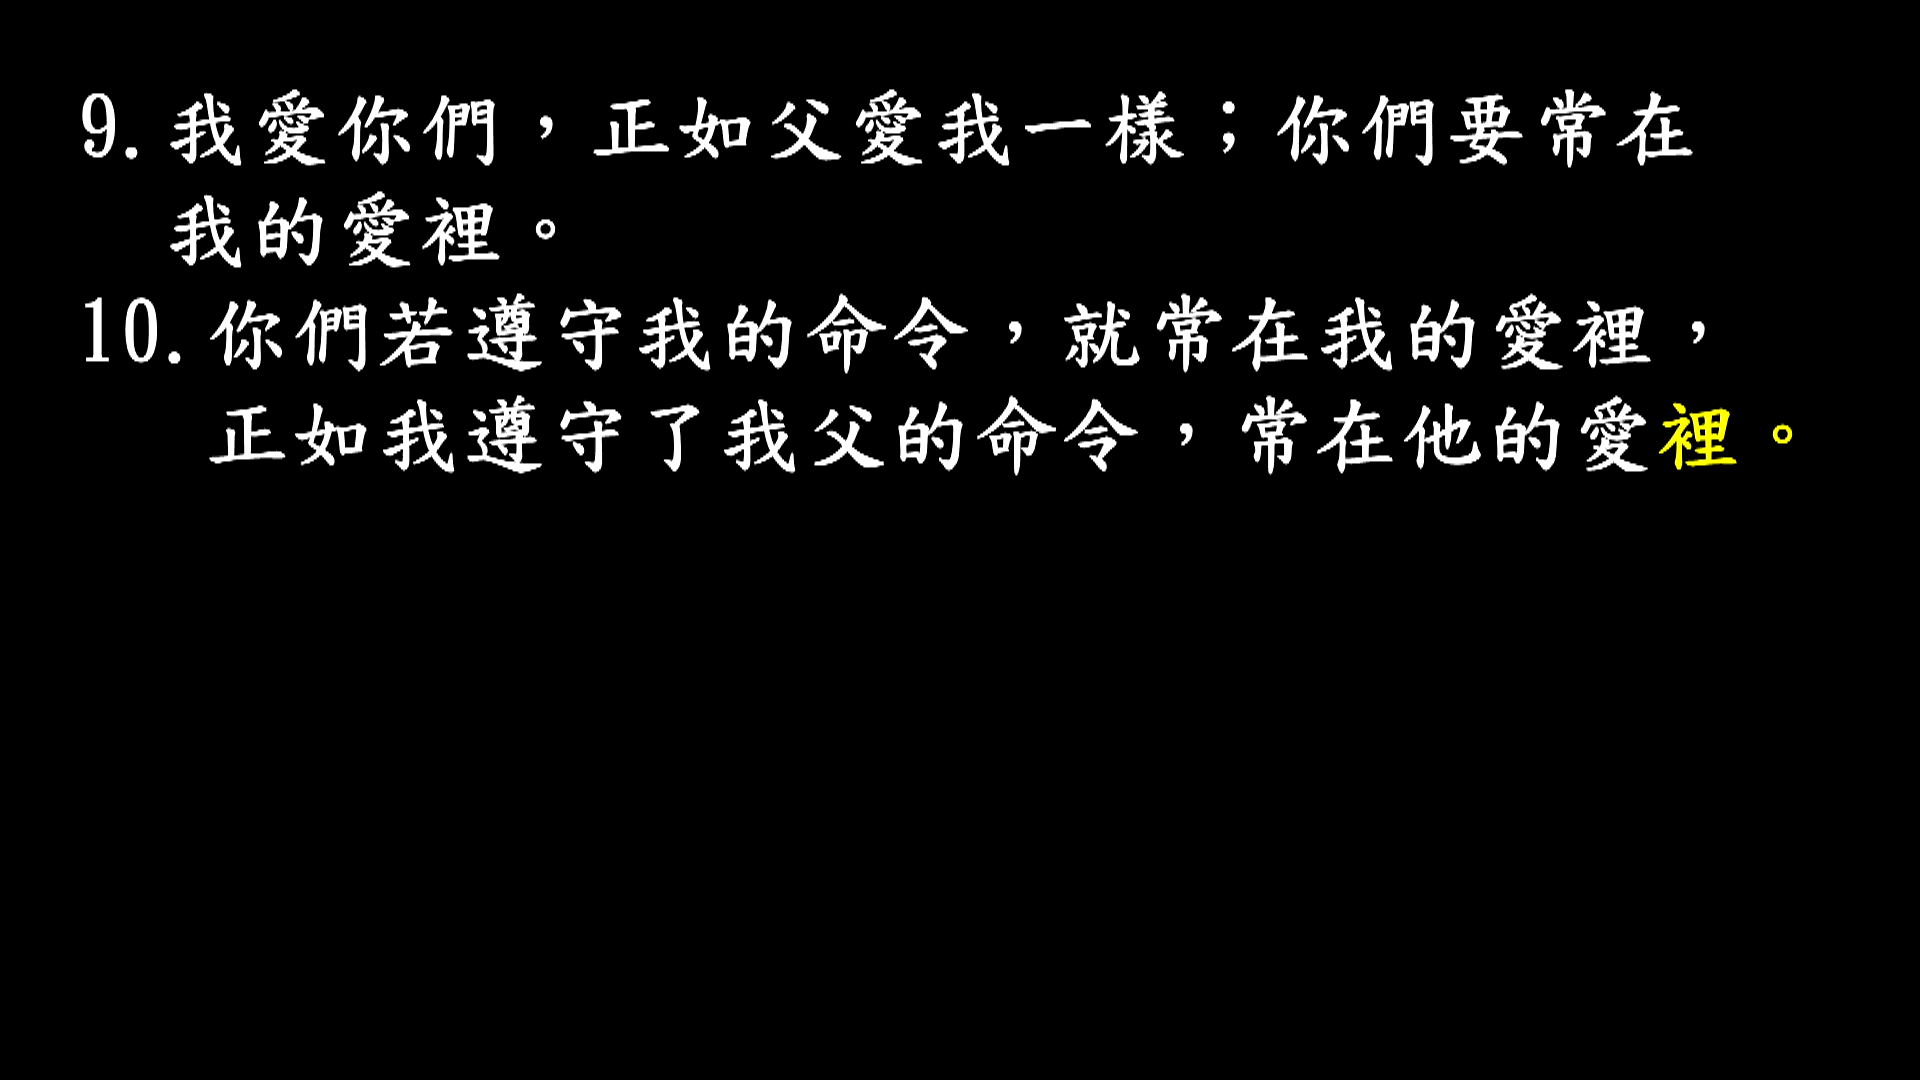 9. 我愛你們，正如父愛我一樣；你們要常在
我的愛裡。
10. 你們若遵守我的命令，就常在我的愛裡，
正如我遵守了我父的命令，常在他的愛裡。